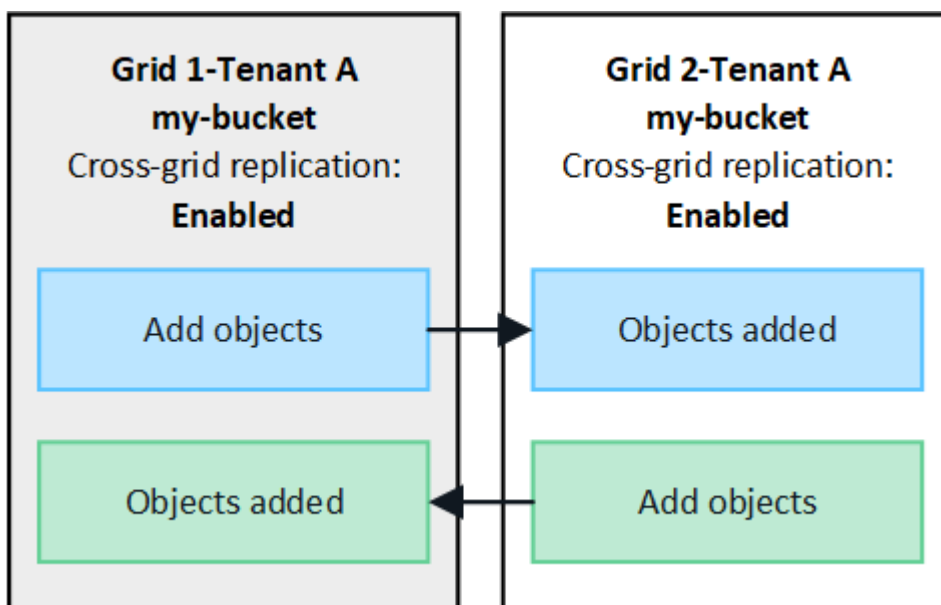 Grid 1-Tenant A
my-bucket
Cross-grid replication:
Enabled
Add objects
Objects added
Grid 2-Tenant A
my-bucket
Cross-grid replication:
Enabled
Objects added
Add objects